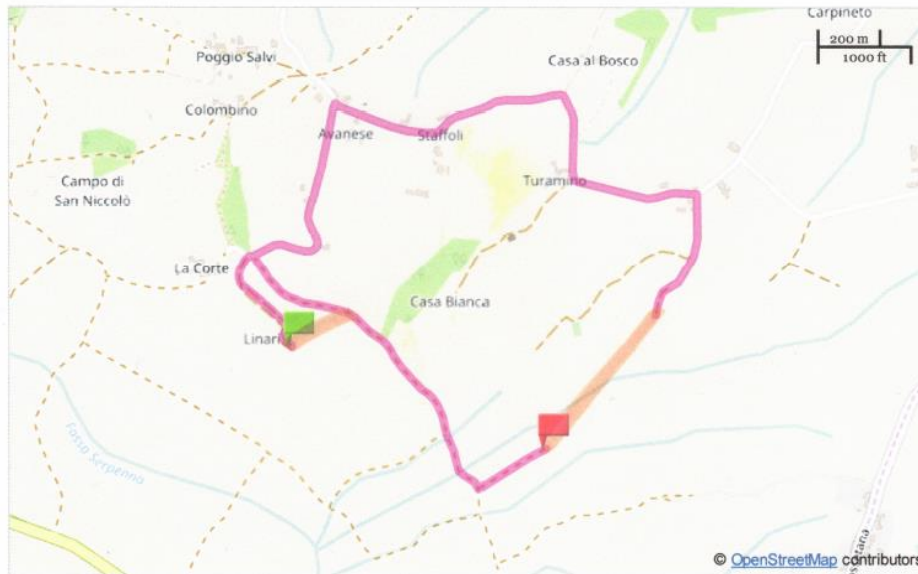 Carpineto
200 m
1000 ft
Poggio Salvi
Casa al Bosco
Colombino
Avanese
Staffoli
Campo di
San Niccolò
Turamino
La Corte
Casa Bianca
Linari
Fosso Serpenna
© OpenStreetMap contributors